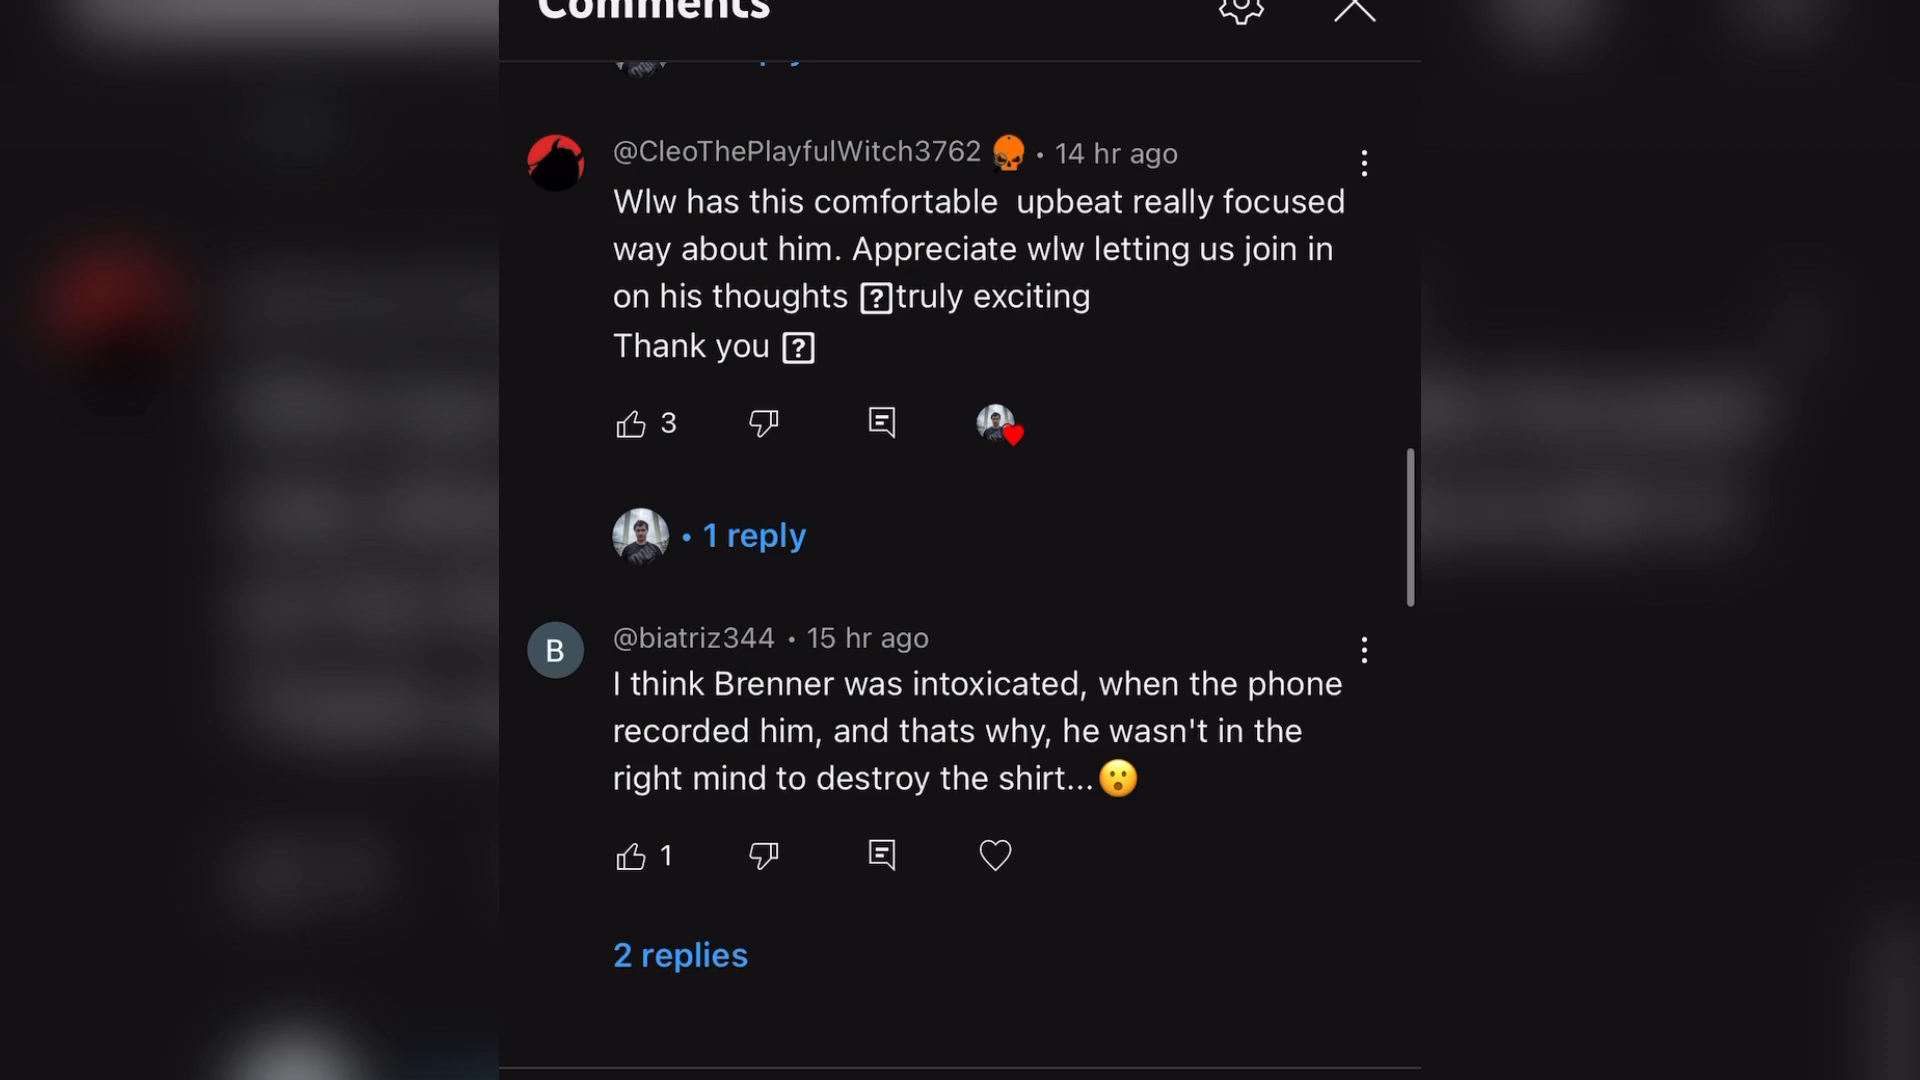 Comments
@CleoThePlayfulWitch3762 • 14 hr ago
Wlw has this comfortable  upbeat really focused
way about him. Appreciate wlw letting us join in
on his thoughts �truly exciting
Thank you �
3
• 1 reply
B
@biatriz344 • 15 hr ago
I think Brenner was intoxicated, when the phone
recorded him, and thats why, he wasn't in the
right mind to destroy the shirt...😮
1
2 replies